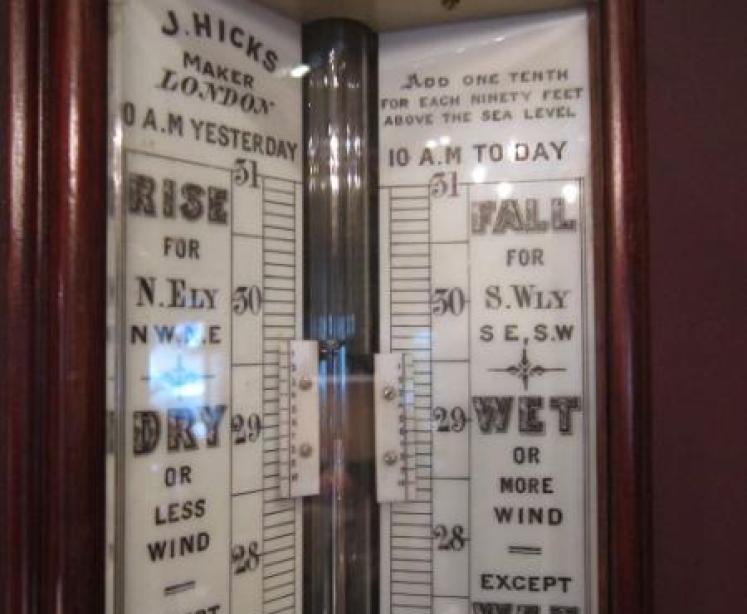 J. HICKS
MAKER
LONDON
0 A.M YESTERDAY
31
RISE
FOR
N. ELY
30
N W. N. E
DRY
29
OR
LESS
WIND
28
ADD ONE TENTH
FOR EACH NINETY FEET
ABOVE THE SEA LEVEL
10 A.M TO DAY
31
FALL
FOR
30
S. WLY
S E, S. W
WET
29
OR
MORE
WIND
28
EXCEPT
WET